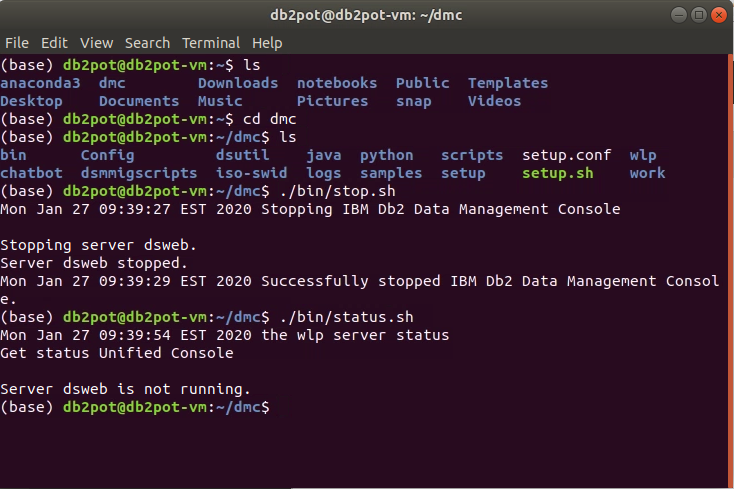 db2pot@db2pot-vm: ~/dmc
File Edit View Search Terminal Help
(base) db2pot@db2pot-vm:~$ ls
anaconda3  dmc        Downloads  notebooks  Public  Templates
Desktop    Documents  Music      Pictures   snap    Videos
(base) db2pot@db2pot-vm:~$ cd dmc
(base) db2pot@db2pot-vm:~/dmc$ ls
bin      Config         dsutil    java  python   scripts  setup.conf  wlp
chatbot  dsmmigscripts  iso-swid  logs  samples  setup    setup.sh    work
(base) db2pot@db2pot-vm:~/dmc$ ./bin/stop.sh
Mon Jan 27 09:39:27 EST 2020 Stopping IBM Db2 Data Management Console
Stopping server dsweb.
Server dsweb stopped.
Mon Jan 27 09:39:29 EST 2020 Successfully stopped IBM Db2 Data Management Consol
e.
(base) db2pot@db2pot-vm:~/dmc$ ./bin/status.sh
Mon Jan 27 09:39:54 EST 2020 the wlp server status
Get status Unified Console
Server dsweb is not running.
(base) db2pot@db2pot-vm:~/dmc$